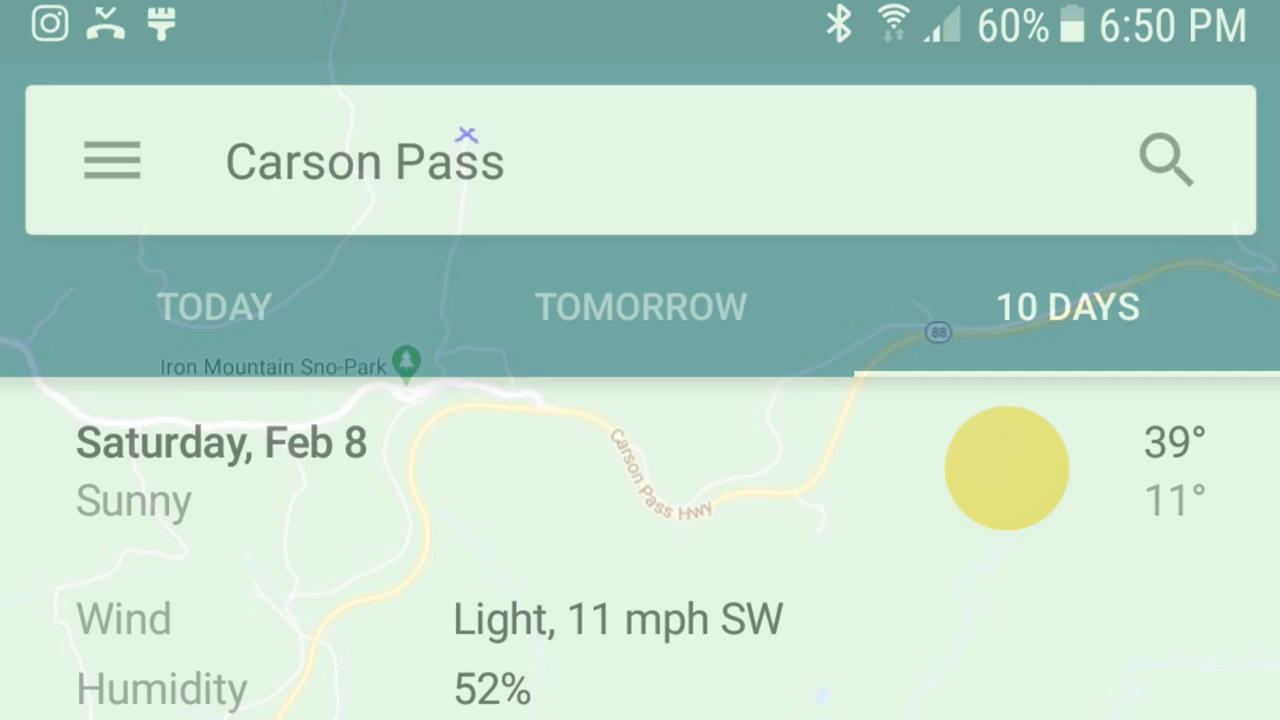 60% 6:50 PM
Carson Pass
TODAY TOMORROW 10 DAYS
88
Iron Mountain Sno-Park
Saturday, Feb 8 39°
Sunny 11°
Carson Pass Hwy
Wind Light, 11 mph SW
Humidity 52%